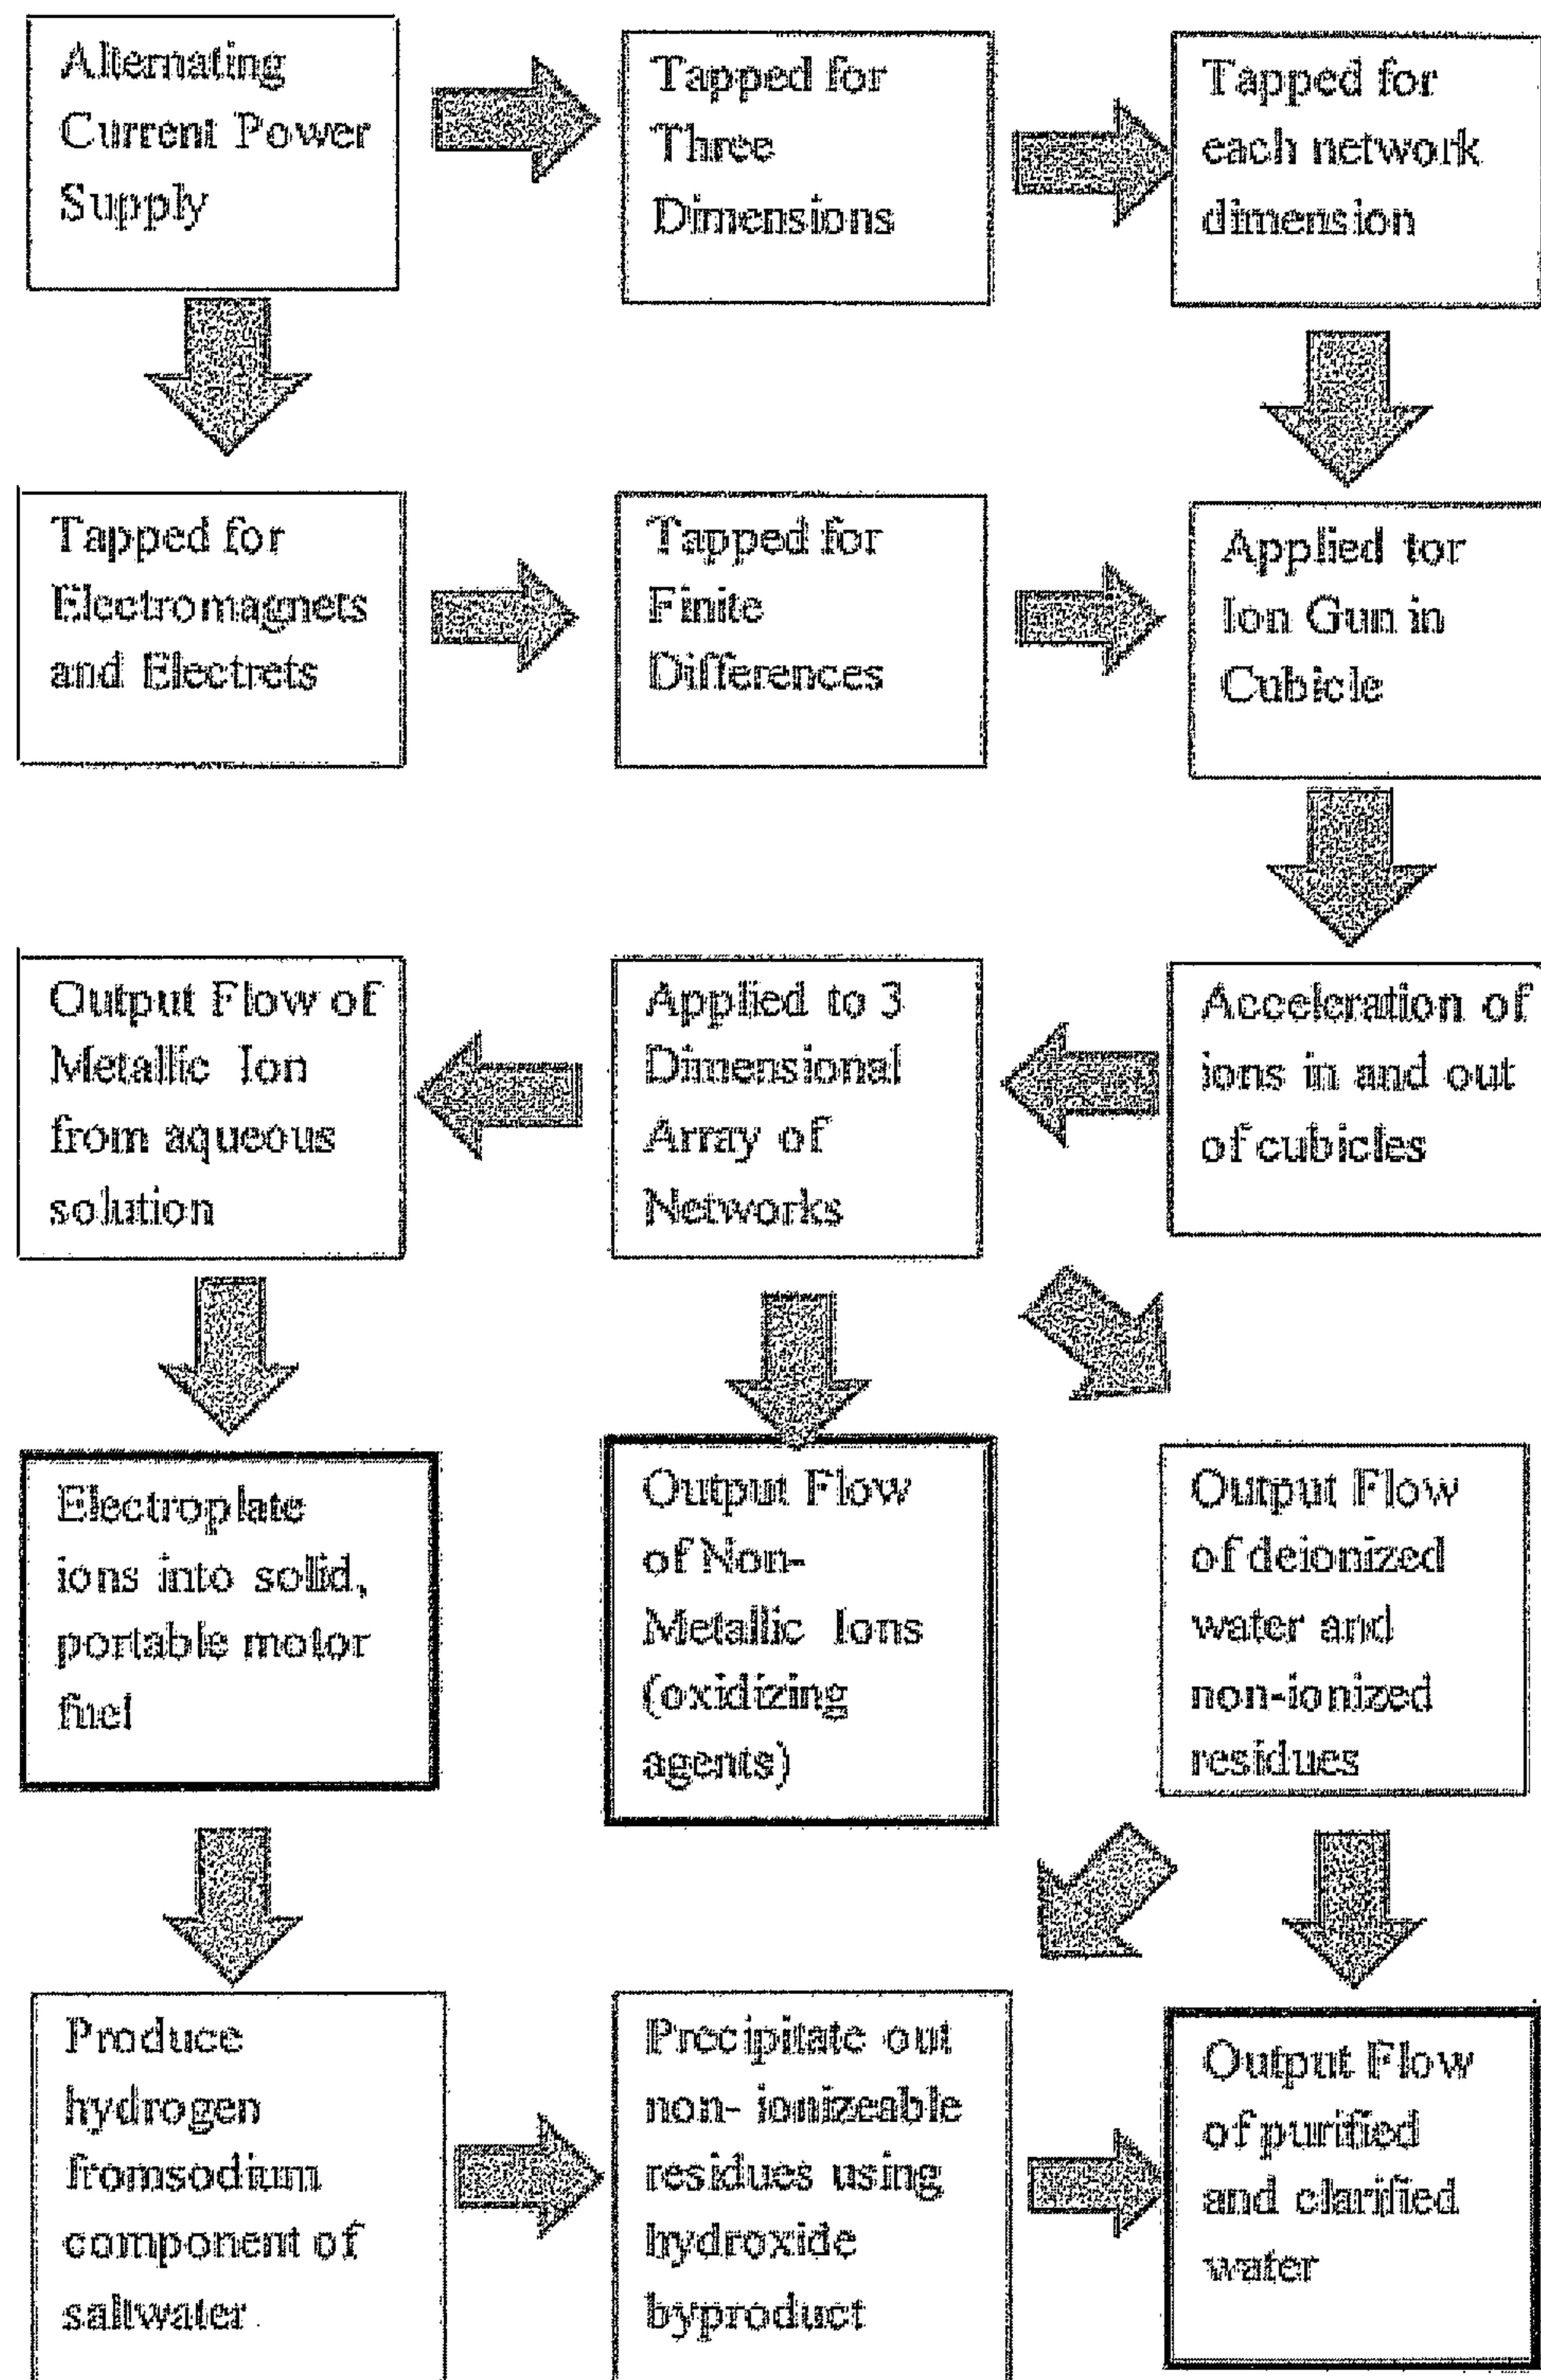 Alternating
Current Power
Supply
Tapped for
Three
Dimensions
Tapped for
each network
dimension
Tapped for
Electromagnets
and Electrets
Tapped for
Finite
Differences
Applied tor
Ion Gun in
Cubicle
Output Flow of
Metallic Ion
from aqueous
solution
Applied to 3
Dimensional
Array of
Networks
Acceleration of
ions in and out
of cubicles
Electroplate
ions into solid,
portable motor
fuel
Output Flow
of Non-
Metallic Ions
(oxidizing
agents)
Output Flow
of deionized
water and
non-ionized
residues
Produce
hydrogen
fromsodium
component of
saltwater
Precipitate out
non- ionizeable
residues using
hydroxide
byproduct
Output Flow
of purified
and clarified
water